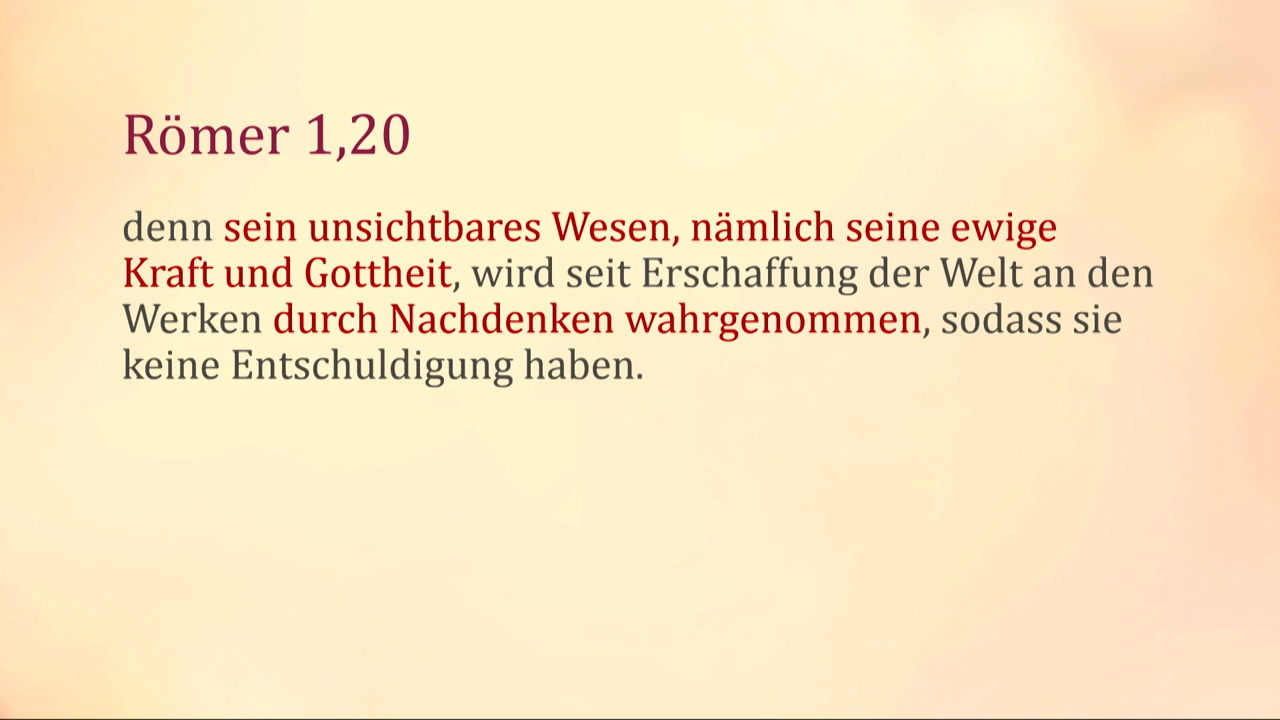 Römer 1,20
denn sein unsichtbares Wesen, nämlich seine ewige
Kraft und Gottheit, wird seit Erschaffung der Welt an den
Werken durch Nachdenken wahrgenommen, sodass sie
keine Entschuldigung haben.